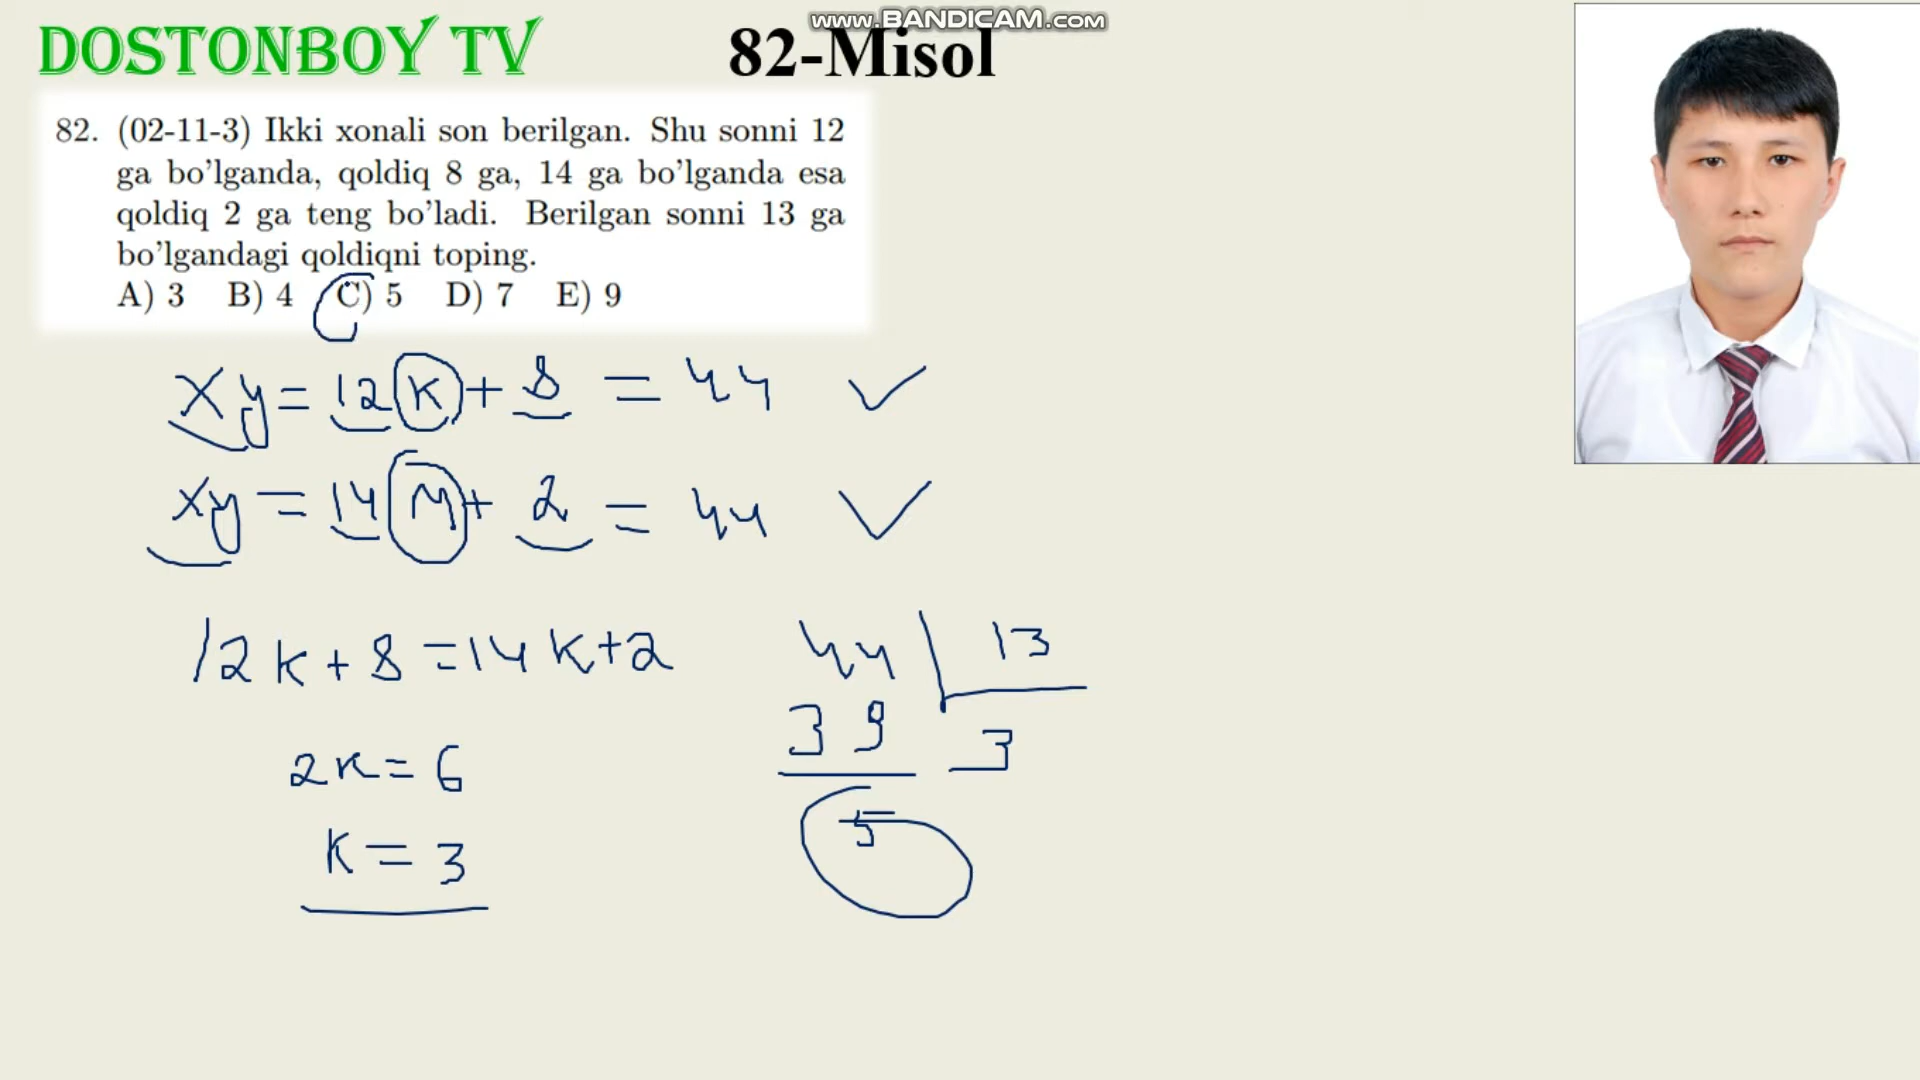 www.BANDICAM.com
DOSTONBOY TV
82-Misol
82. (02-11-3) Ikki xonali son berilgan. Shu sonni 12
ga bo'lganda, qoldiq 8 ga, 14 ga bo'lganda esa
qoldiq 2 ga teng bo'ladi. Berilgan sonni 13 ga
bo'lgandagi qoldiqni toping.
A) 3 B) 4 C) 5 D) 7 E) 9
xy = 12k + 8 = 44 ✓
xy = 14m + 2 = 44 ✓
12k + 8 = 14k + 2
2k = 6
k = 3
44 | 13
39 3
5